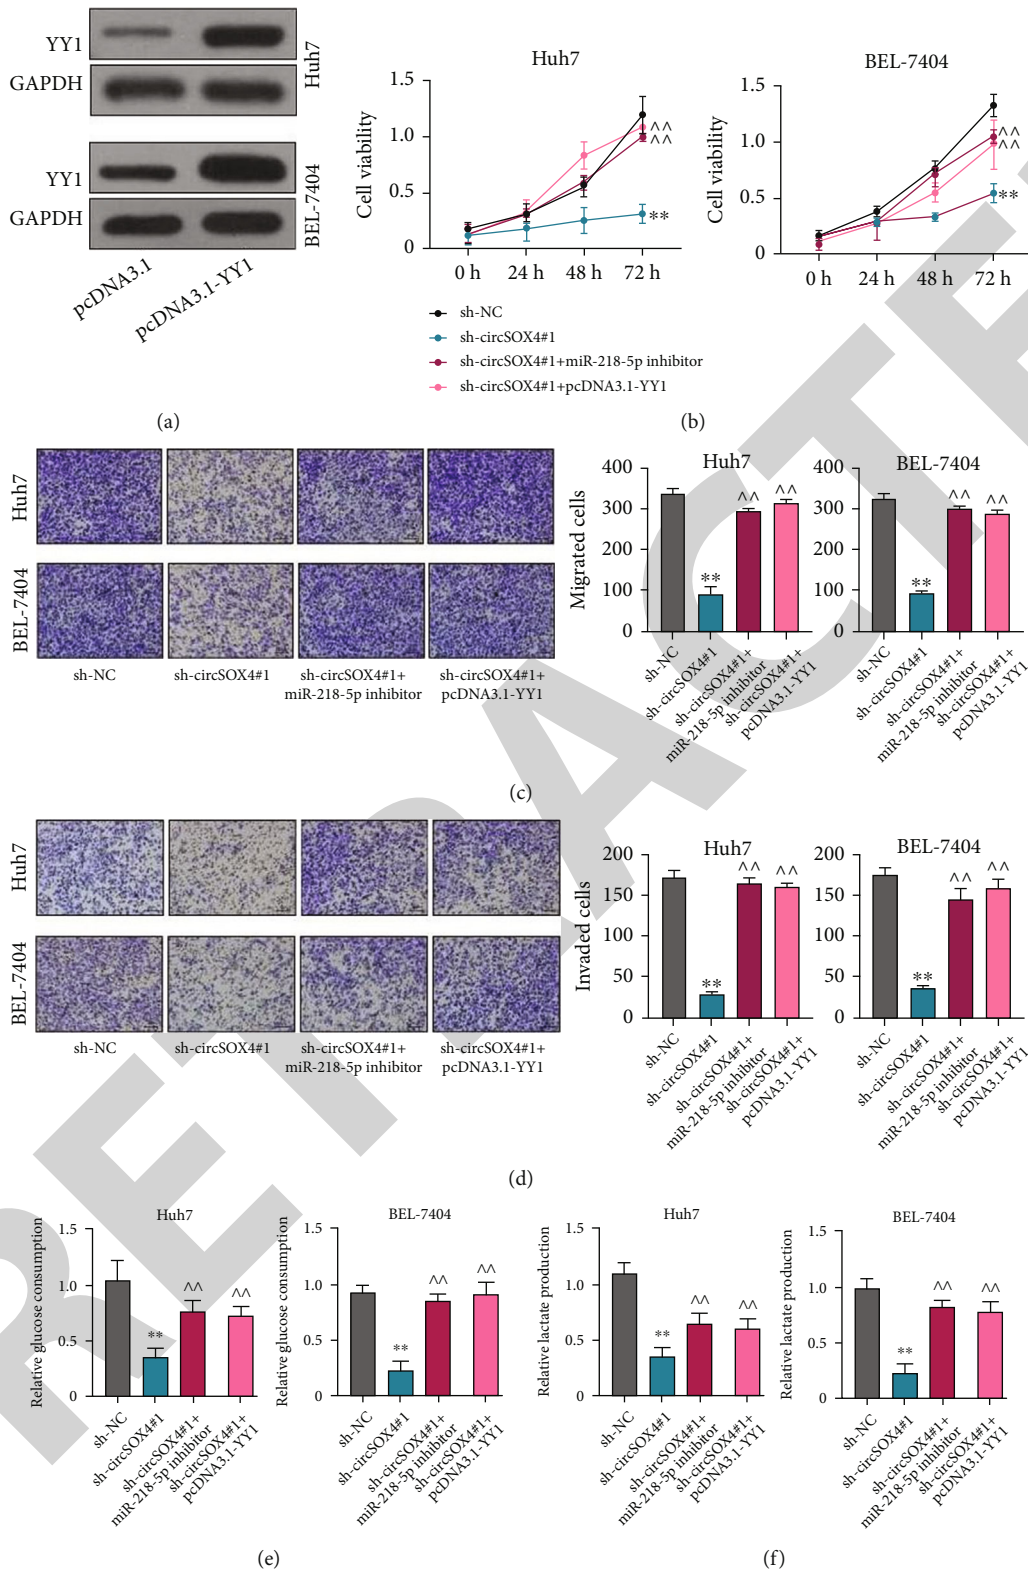 YY1
GAPDH
Huh7
YY1
GAPDH
BEL-7404
pcDNA3.1
pcDNA3.1-YY1
(a)
Huh7
Cell viability
1.5
1.0
0.5
0
0 h
24 h
48 h
72 h
^^
^^
**
BEL-7404
Cell viability
1.5
1.0
0.5
0
0 h
24 h
48 h
72 h
^^
^^
**
sh-NC
sh-circSOX4#1
sh-circSOX4#1+miR-218-5p inhibitor
sh-circSOX4#1+pcDNA3.1-YY1
(b)
Huh7
BEL-7404
sh-NC
sh-circSOX4#1
sh-circSOX4#1+
miR-218-5p inhibitor
sh-circSOX4#1+
pcDNA3.1-YY1
Huh7
Migrated cells
400
300
200
100
0
**
^^
^^
sh-NC
sh-circSOX4#1
sh-circSOX4#1+
miR-218-5p inhibitor
sh-circSOX4#1+
pcDNA3.1-YY1
BEL-7404
400
300
200
100
0
**
^^
^^
sh-NC
sh-circSOX4#1
sh-circSOX4#1+
miR-218-5p inhibitor
sh-circSOX4#1+
pcDNA3.1-YY1
(c)
Huh7
BEL-7404
sh-NC
sh-circSOX4#1
sh-circSOX4#1+
miR-218-5p inhibitor
sh-circSOX4#1+
pcDNA3.1-YY1
Huh7
Invaded cells
200
150
100
50
0
**
^^
^^
sh-NC
sh-circSOX4#1
sh-circSOX4#1+
miR-218-5p inhibitor
sh-circSOX4#1+
pcDNA3.1-YY1
BEL-7404
200
150
100
50
0
**
^^
^^
sh-NC
sh-circSOX4#1
sh-circSOX4#1+
miR-218-5p inhibitor
sh-circSOX4#1+
pcDNA3.1-YY1
(d)
Huh7
Relative glucose consumption
1.5
1.0
0.5
0
**
^^
^^
sh-NC
sh-circSOX4#1
sh-circSOX4#1+
miR-218-5p inhibitor
sh-circSOX4#1+
pcDNA3.1-YY1
BEL-7404
Relative glucose consumption
1.5
1.0
0.5
0
**
^^
^^
sh-NC
sh-circSOX4#1
sh-circSOX4#1+
miR-218-5p inhibitor
sh-circSOX4#1+
pcDNA3.1-YY1
(e)
Huh7
Relative lactate production
1.5
1.0
0.5
0
**
^^
^^
sh-NC
sh-circSOX4#1
sh-circSOX4#1+
miR-218-5p inhibitor
sh-circSOX4#1+
pcDNA3.1-YY1
BEL-7404
Relative lactate production
1.5
1.0
0.5
0
**
^^
^^
sh-NC
sh-circSOX4#1
sh-circSOX4#1+
miR-218-5p inhibitor
sh-circSOX4#1+
pcDNA3.1-YY1
(f)
RETRACTE